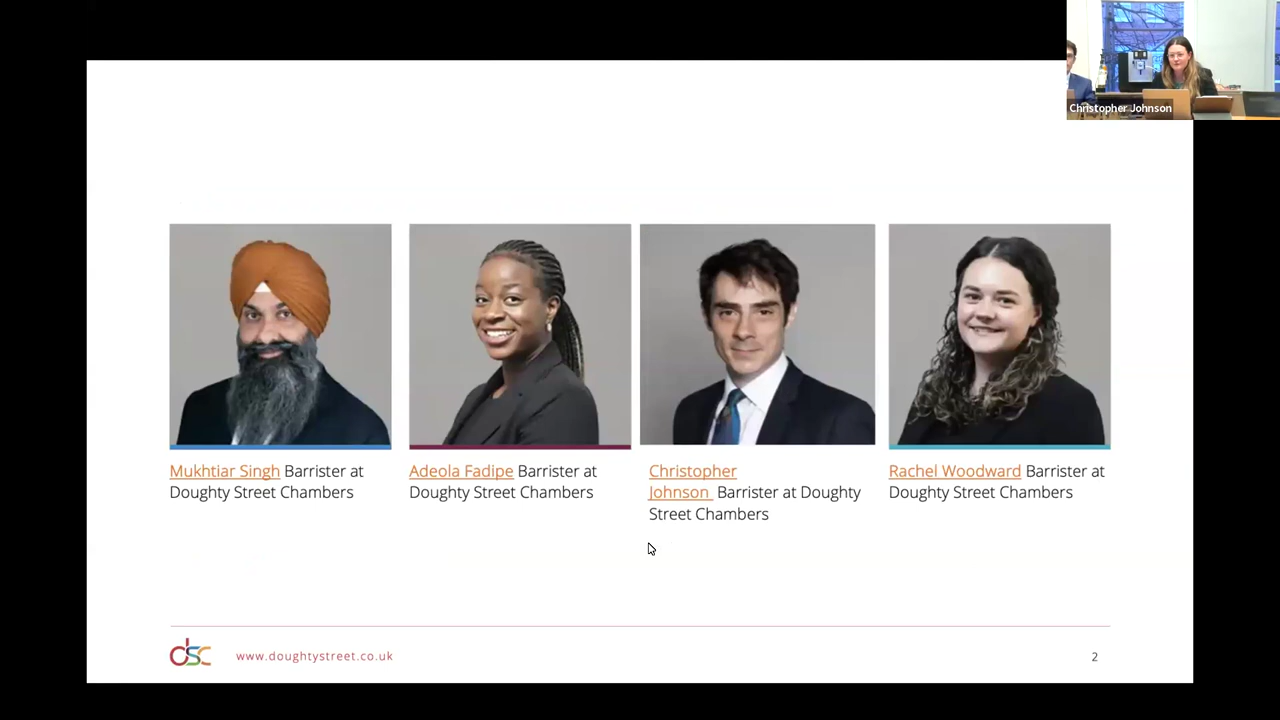 Christopher Johnson
Mukhtiar Singh Barrister at
Doughty Street Chambers
Adeola Fadipe Barrister at
Doughty Street Chambers
Christopher
Johnson Barrister at Doughty
Street Chambers
Rachel Woodward Barrister at
Doughty Street Chambers
dsc
www.doughtystreet.co.uk
2